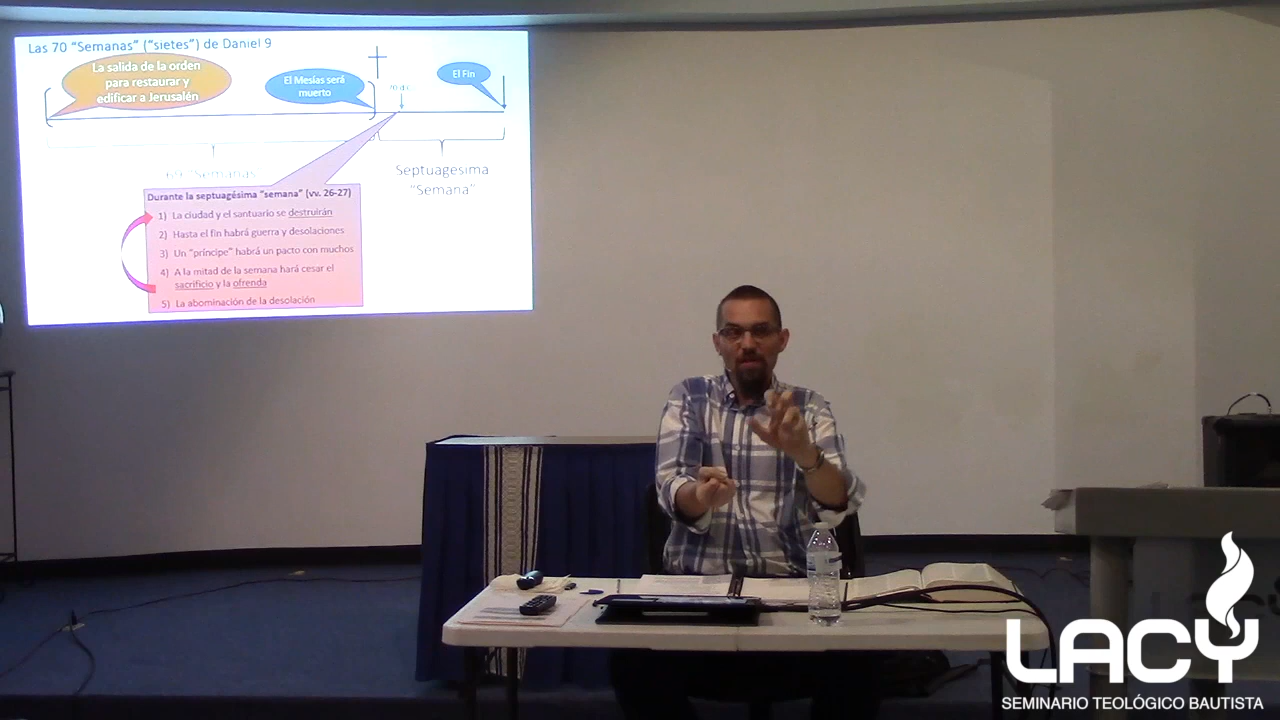 Las 70 “Semanas” (“sietes”) de Daniel 9
La salida de la orden
para restaurar y
edificar a Jerusalén
El Mesías será
muerto
El Fin
69 “Semanas”
Septuagesima
“Semana”
Durante la septuagésima “semana” (vv. 26-27)
1) La ciudad y el santuario se destruirán
2) Hasta el fin habrá guerra y desolaciones
3) Un “príncipe” habrá un pacto con muchos
4) A la mitad de la semana hará cesar el
sacrificio y la ofrenda
5) La abominación de la desolación
LACY
SEMINARIO TEOLÓGICO BAUTISTA